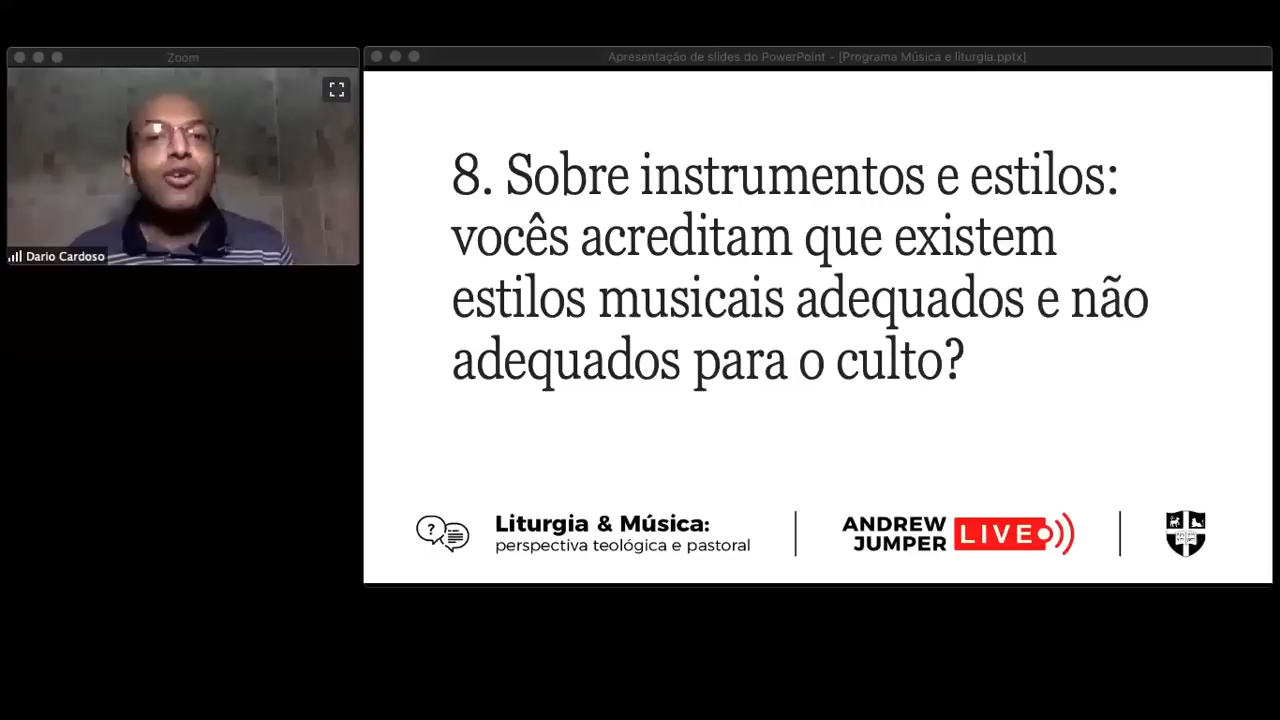 Zoom
Apresentação de slides do PowerPoint - [Programa Música e liturgia.pptx]
Dario Cardoso
8. Sobre instrumentos e estilos:
vocês acreditam que existem
estilos musicais adequados e não
adequados para o culto?
?
Liturgia & Música:
perspectiva teológica e pastoral
ANDREW
JUMPER
LIVE